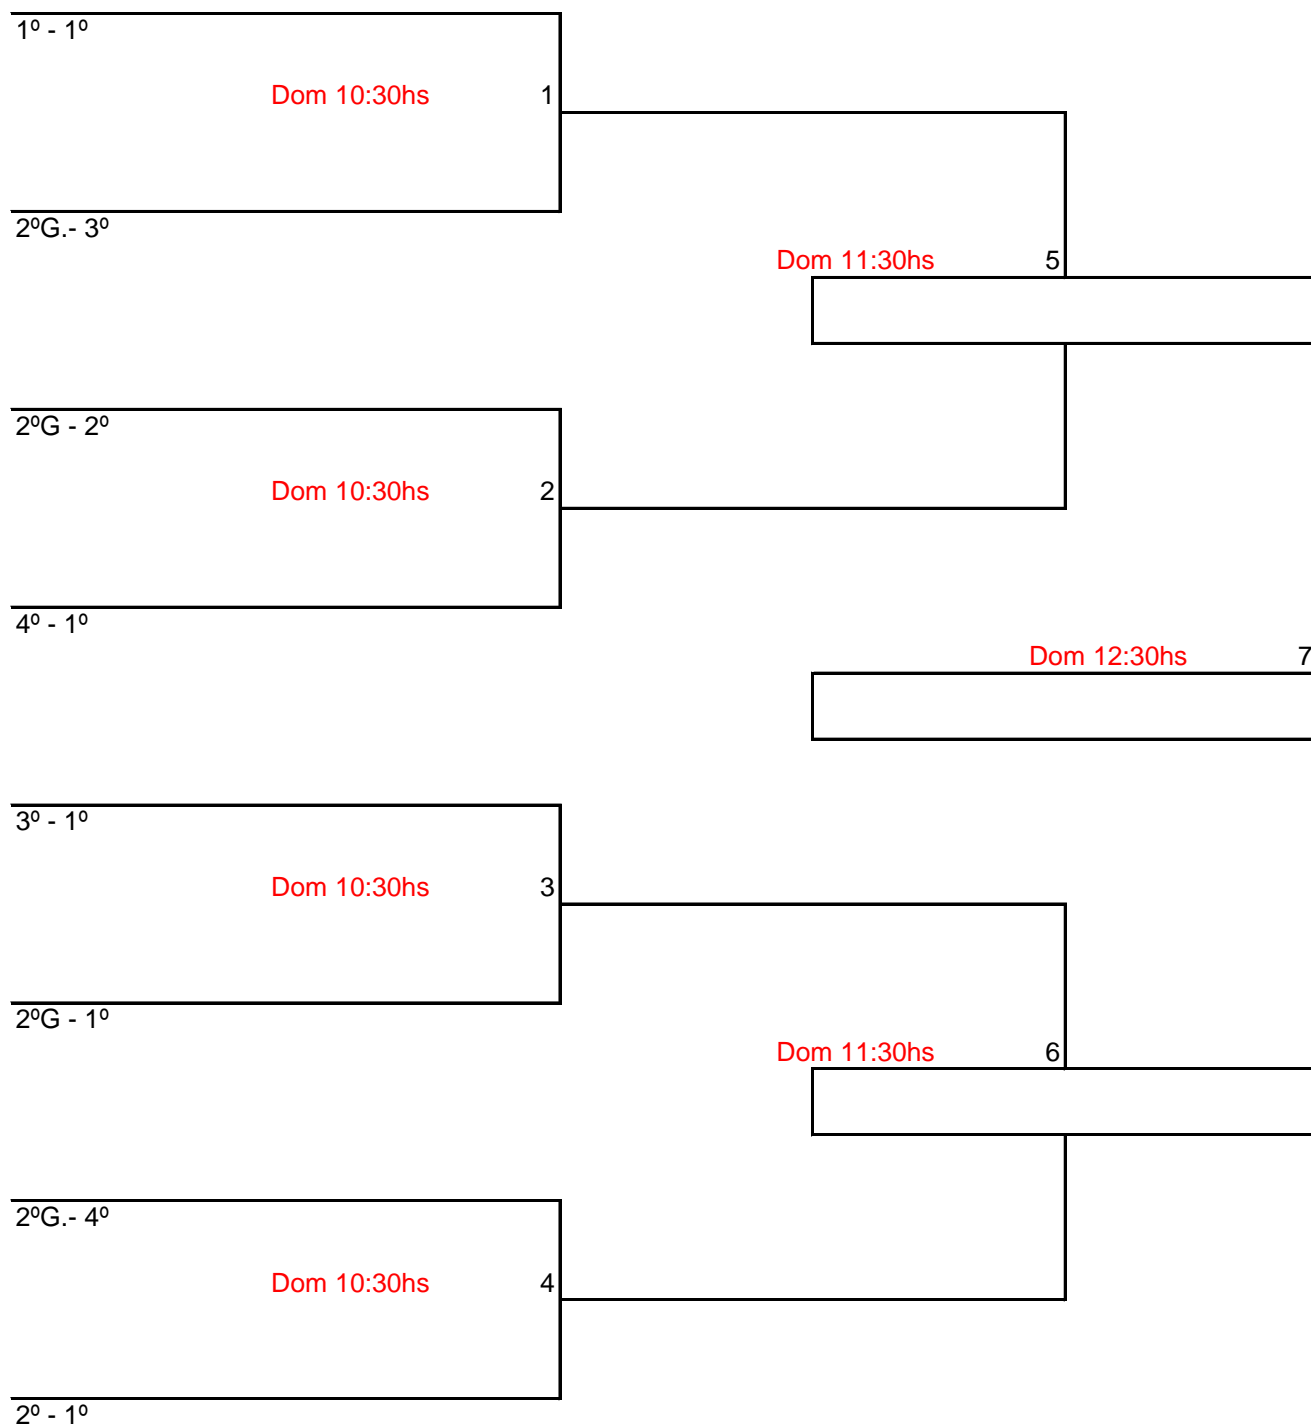 1º - 1º
Dom 10:30hs 1
2ºG.- 3º
Dom 11:30hs 5
2ºG - 2º
Dom 10:30hs 2
4º - 1º
Dom 12:30hs 7
3º - 1º
Dom 10:30hs 3
2ºG - 1º
Dom 11:30hs 6
2ºG.- 4º
Dom 10:30hs 4
2º - 1º